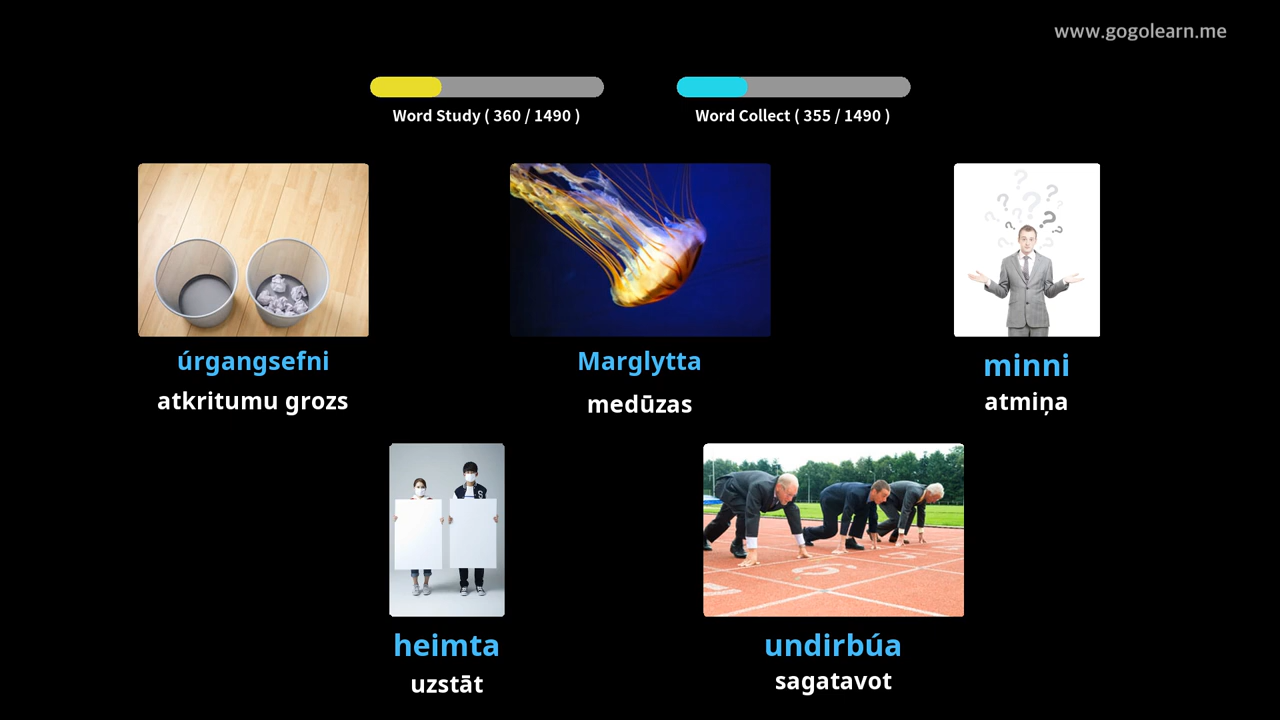 www.gogolearn.me
Word Study ( 360 / 1490 )
Word Collect ( 355 / 1490 )
úrgangsefni
Marglytta
minni
atkritumu grozs
medūzas
atmiņa
heimta
undirbúa
uzstāt
sagatavot